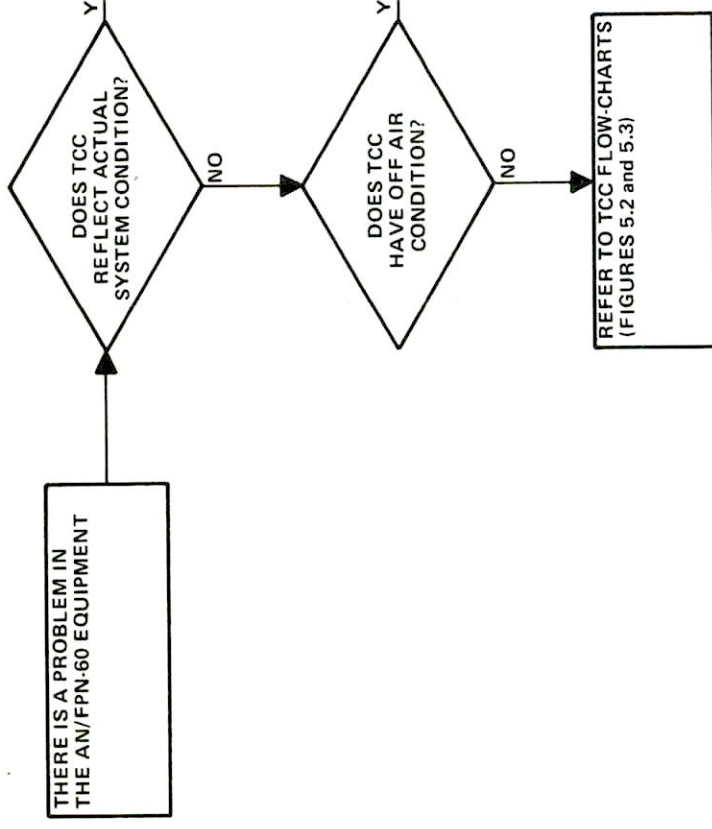 THERE IS A PROBLEM IN
THE AN/FPN-60 EQUIPMENT
DOES TCC
REFLECT ACTUAL
SYSTEM CONDITION?
Y
NO
DOES TCC
HAVE OFF AIR
CONDITION?
Y
NO
REFER TO TCC FLOW-CHARTS
(FIGURES 5.2 and 5.3)